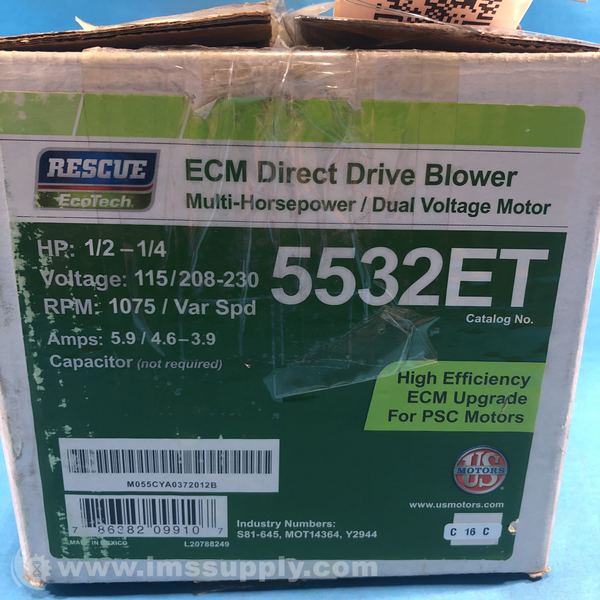 RESCUE
EcoTech.
ECM Direct Drive Blower
Multi-Horsepower / Dual Voltage Motor
HP: 1/2 – 1/4
Voltage: 115/208-230
RPM: 1075 / Var Spd
Amps: 5.9 / 4.6 – 3.9
Capacitor (not required)
5532ET
Catalog No.
High Efficiency
ECM Upgrade
For PSC Motors
M055CYA0372012B
US
MOTORS
www.usmotors.com
7 86382 09910 7
MADE IN MEXICO
L20788249
Industry Numbers:
S81-645, MOT14364, Y2944
C 16 C
www.imssupply.com